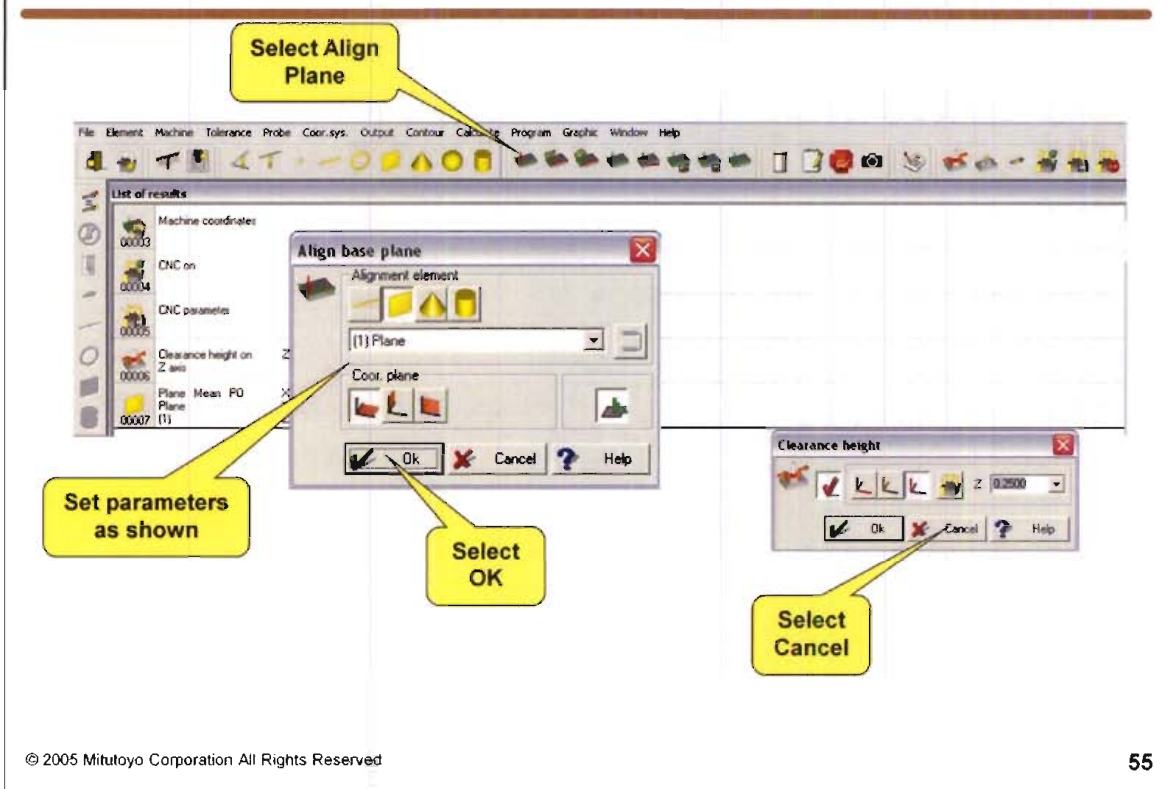 Select Align
Plane
File Element Machine Tolerance Probe Coor.sys. Output Contour Calculate Program Graphic Window Help
List of results
Machine coordinates
00003
CNC on
00004
CNC parameter
00005
Clearance height on Z
Z axis
00006
Plane Mean PO X
Plane
00007 (1)
Align base plane
Alignment element
(1) Plane
Coor. plane
Ok Cancel Help
Clearance height
Z 0.2500
Ok Cancel Help
Set parameters
as shown
Select
OK
Select
Cancel
© 2005 Mitutoyo Corporation All Rights Reserved
55